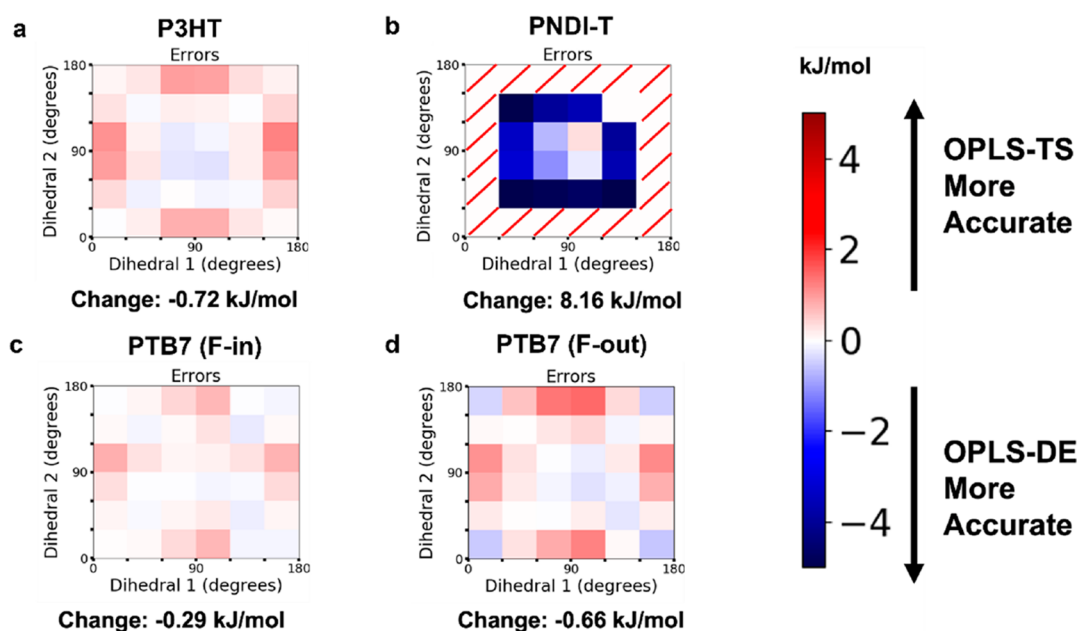 a
P3HT
Errors
Dihedral 2 (degrees)
180
90
0
0
90
180
Dihedral 1 (degrees)
Change: -0.72 kJ/mol
b
PNDI-T
Errors
Dihedral 2 (degrees)
180
90
0
0
90
180
Dihedral 1 (degrees)
Change: 8.16 kJ/mol
c
PTB7 (F-in)
Errors
Dihedral 2 (degrees)
180
90
0
0
90
180
Dihedral 1 (degrees)
Change: -0.29 kJ/mol
d
PTB7 (F-out)
Errors
Dihedral 2 (degrees)
180
90
0
0
90
180
Dihedral 1 (degrees)
Change: -0.66 kJ/mol
kJ/mol
4
2
0
−2
−4
OPLS-TS
More
Accurate
OPLS-DE
More
Accurate